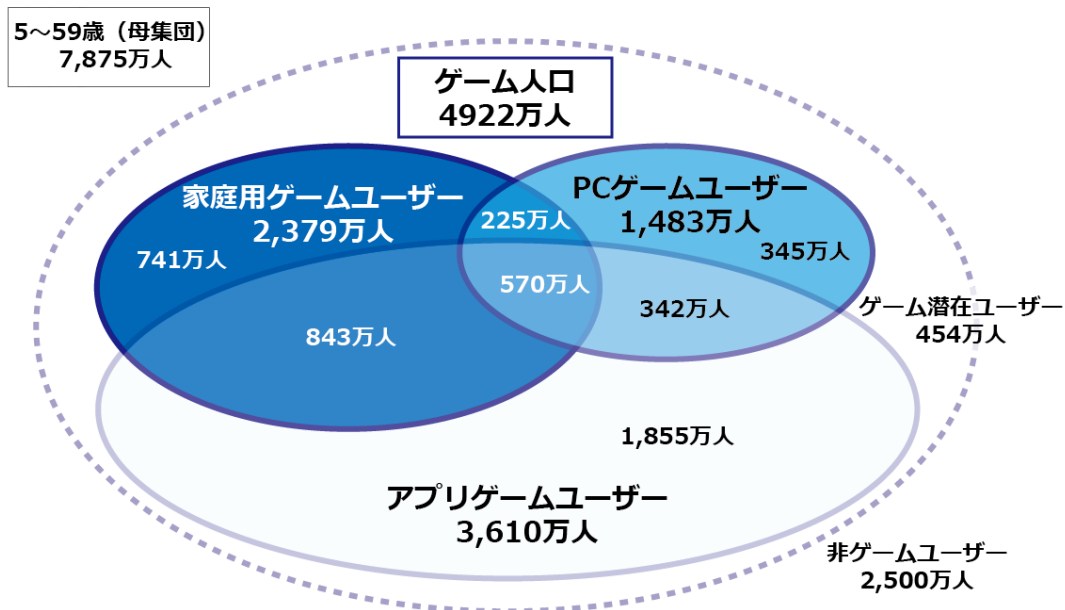 5～59歳（母集団）
7,875万人
ゲーム人口
4922万人
家庭用ゲームユーザー
2,379万人
PCゲームユーザー
1,483万人
225万人
741万人
345万人
570万人
342万人
843万人
ゲーム潜在ユーザー
454万人
1,855万人
アプリゲームユーザー
3,610万人
非ゲームユーザー
2,500万人